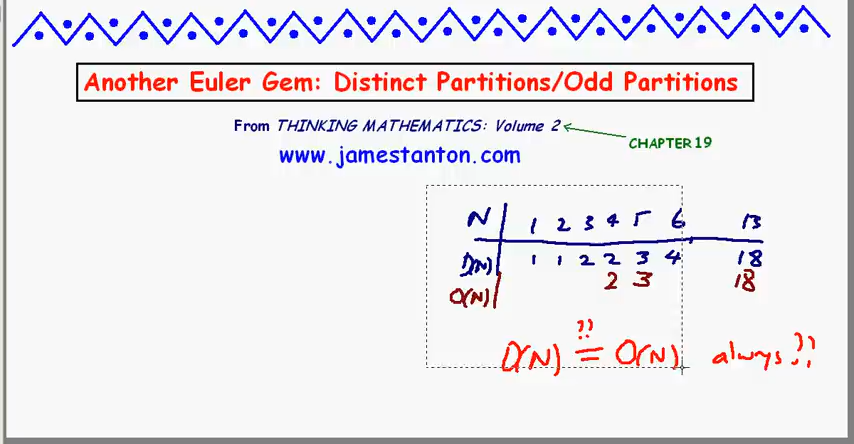 Another Euler Gem: Distinct Partitions/Odd Partitions
From THINKING MATHEMATICS: Volume 2
CHAPTER 19
www.jamestanton.com
N 1 2 3 4 5 6 13
D(N) 1 1 2 2 3 4 18
O(N) 2 3 18
??
D(N) = O(N) always??